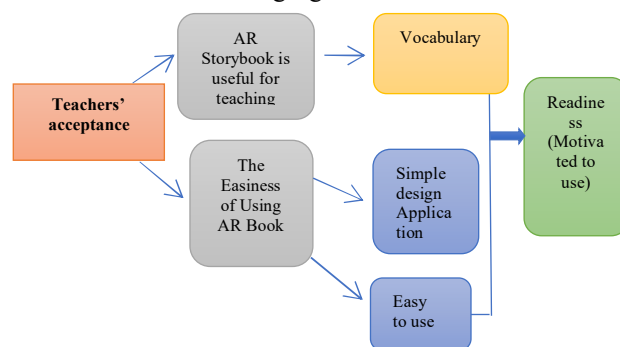 Teachers’
acceptance
AR
Storybook is
useful for
teaching
The
Easiness
of Using
AR Book
Vocabulary
Simple
design
Applica
tion
Easy
to use
Readine
ss
(Motiva
ted to
use)